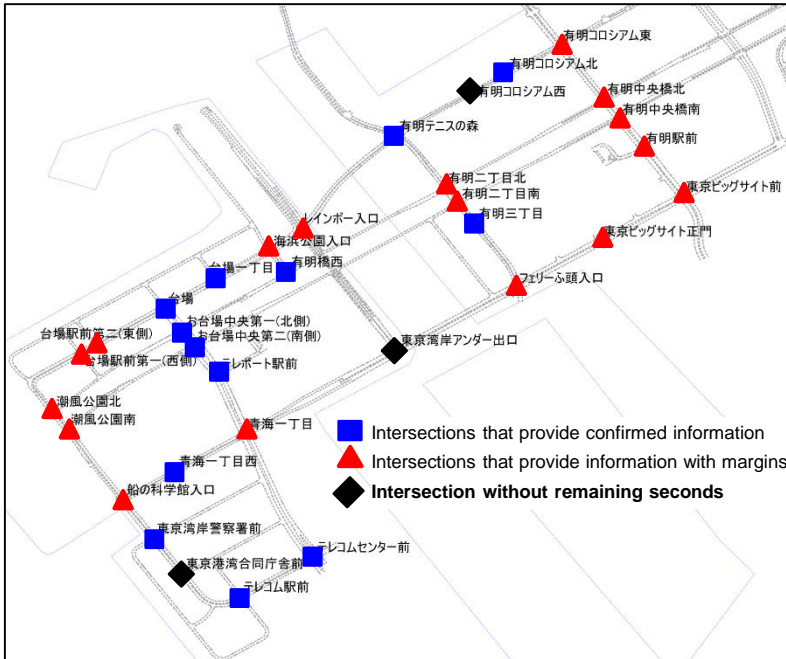 有明コロシアム東
有明コロシアム北
有明コロシアム西
有明中央橋北
有明中央橋南
有明テニスの森
有明駅前
有明二丁目北
東京ビッグサイト前
有明二丁目南
有明三丁目
レインボー入口
東京ビッグサイト正門
海浜公園入口
台場一丁目
有明橋西
フェリーふ頭入口
台場
お台場中央第一(北側)
台場駅前第二(東側)
お台場中央第二(南側)
東京湾岸アンダー出口
台場駅前第一(西側)
テレポート駅前
潮風公園北
潮風公園南
青海一丁目
Intersections that provide confirmed information
青海一丁目西
Intersections that provide information with margins
船の科学館入口
Intersection without remaining seconds
東京湾岸警察署前
テレコムセンター前
東京港湾合同庁舎前
テレコム駅前